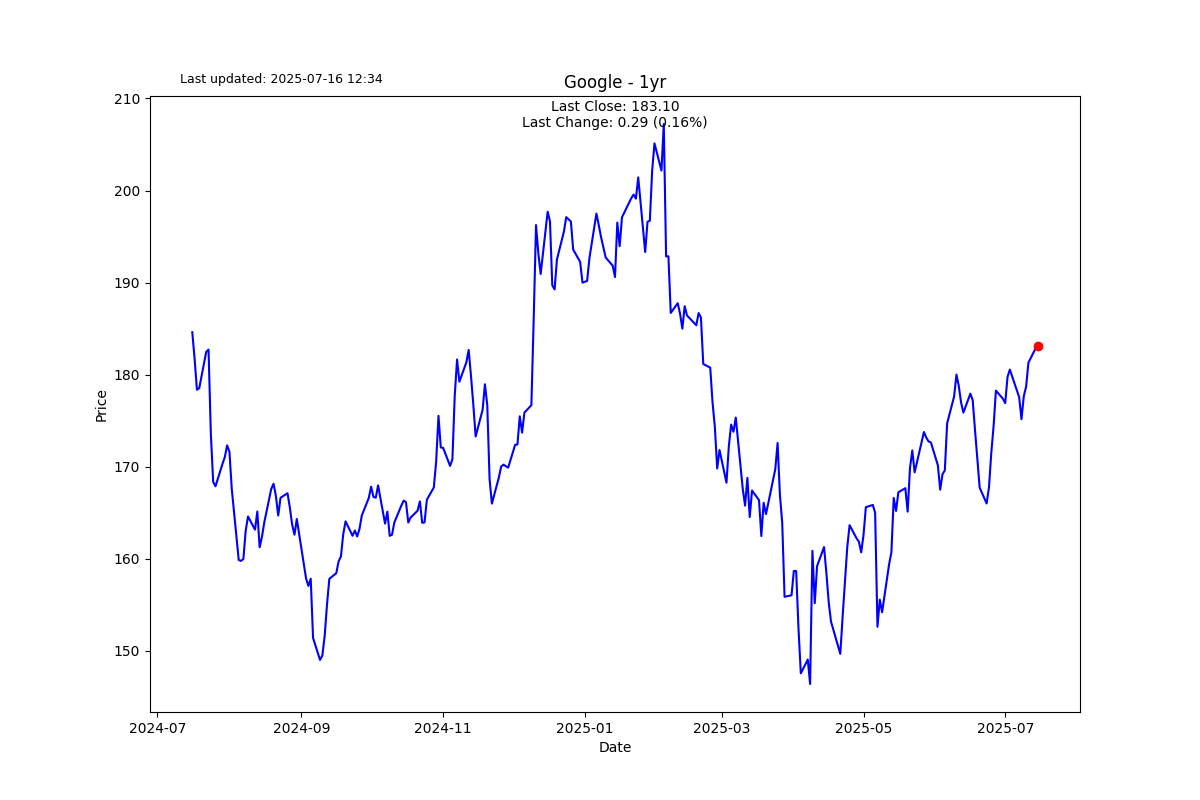 Last updated: 2025-07-16 12:34
Google - 1yr
Last Close: 183.10
Last Change: 0.29 (0.16%)
210
200
190
180
170
160
150
Price
2024-07
2024-09
2024-11
2025-01
2025-03
2025-05
2025-07
Date